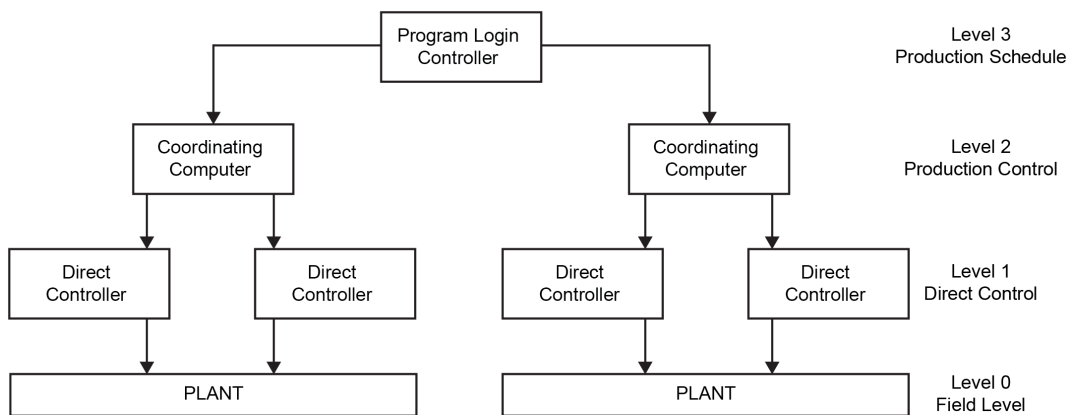 Program Login
Controller
Level 3
Production Schedule
Coordinating
Computer
Coordinating
Computer
Level 2
Production Control
Direct
Controller
Direct
Controller
Direct
Controller
Direct
Controller
Level 1
Direct Control
PLANT
PLANT
Level 0
Field Level